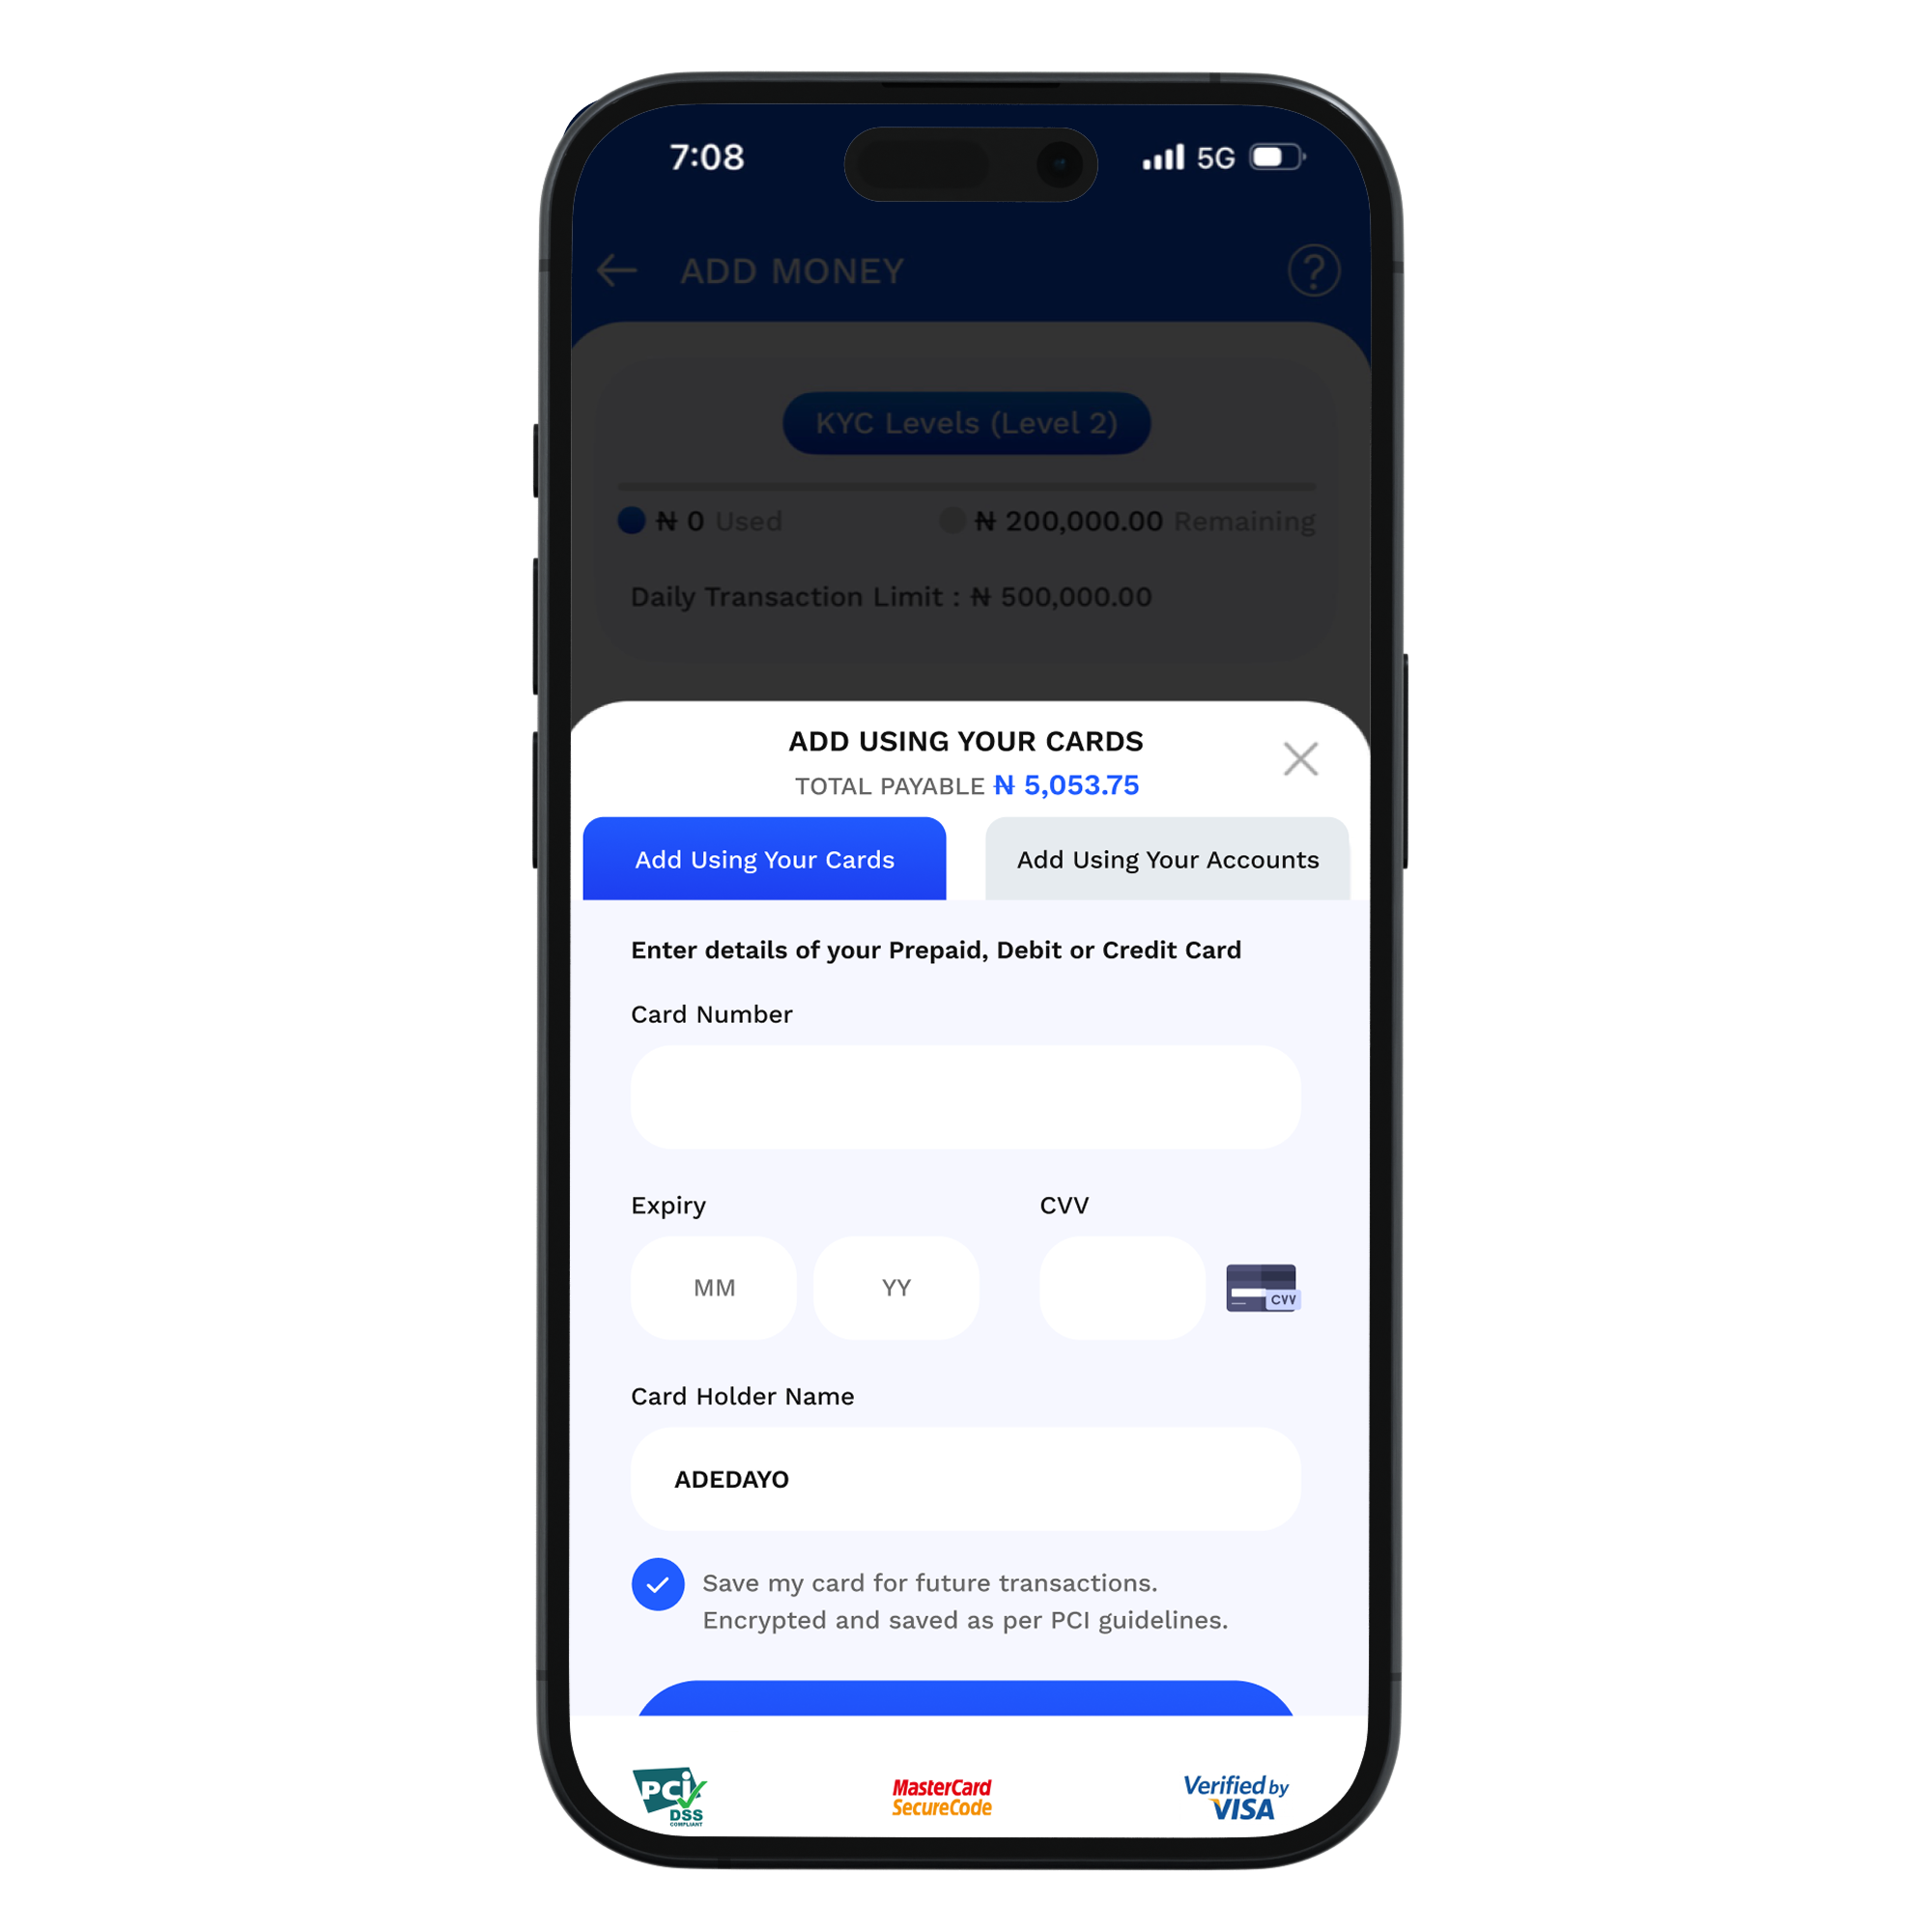 7:08 5G
ADD MONEY ?
KYC Levels (Level 2)
₦ 0 Used ₦ 200,000.00 Remaining
Daily Transaction Limit : ₦ 500,000.00
ADD USING YOUR CARDS
TOTAL PAYABLE ₦ 5,053.75
Add Using Your Cards Add Using Your Accounts
Enter details of your Prepaid, Debit or Credit Card
Card Number
Expiry CVV
MM YY CVV
Card Holder Name
ADEDAYO
Save my card for future transactions.
Encrypted and saved as per PCI guidelines.
PCi MasterCard Verified by
DSS SecureCode VISA
COMPLIANT